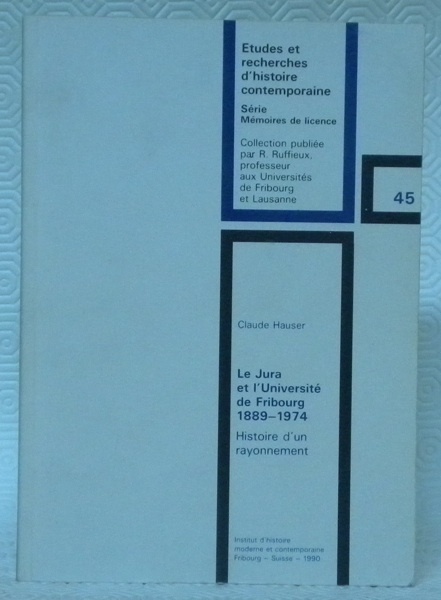 Etudes et
recherches
d'histoire
contemporaine
Série
Mémoires de licence
Collection publiée
par R. Ruffieux,
professeur
aux Universités
de Fribourg
et Lausanne
45
Claude Hauser
Le Jura
et l'Université
de Fribourg
1889–1974
Histoire d'un
rayonnement
Institut d'histoire
moderne et contemporaine
Fribourg – Suisse – 1990